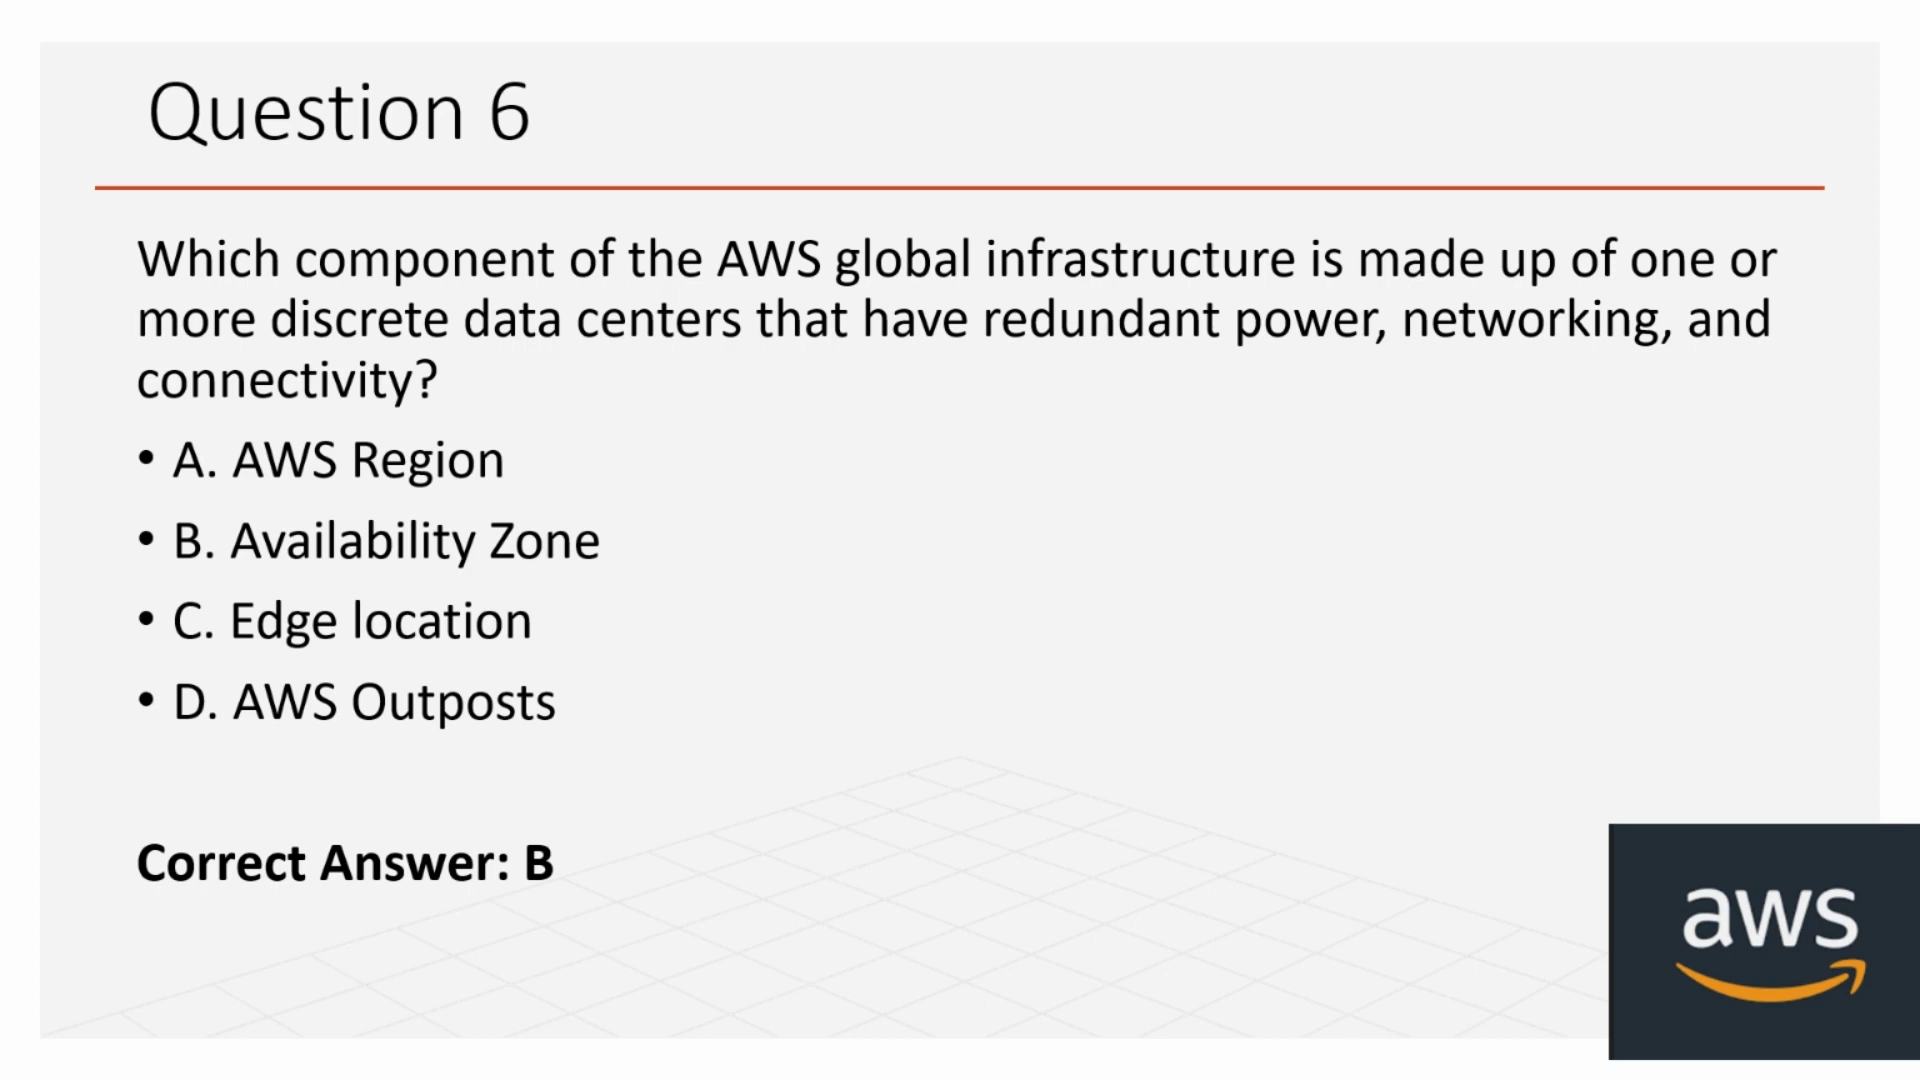 Question 6
Which component of the AWS global infrastructure is made up of one or
more discrete data centers that have redundant power, networking, and
connectivity?
• A. AWS Region
• B. Availability Zone
• C. Edge location
• D. AWS Outposts
Correct Answer: B
aws